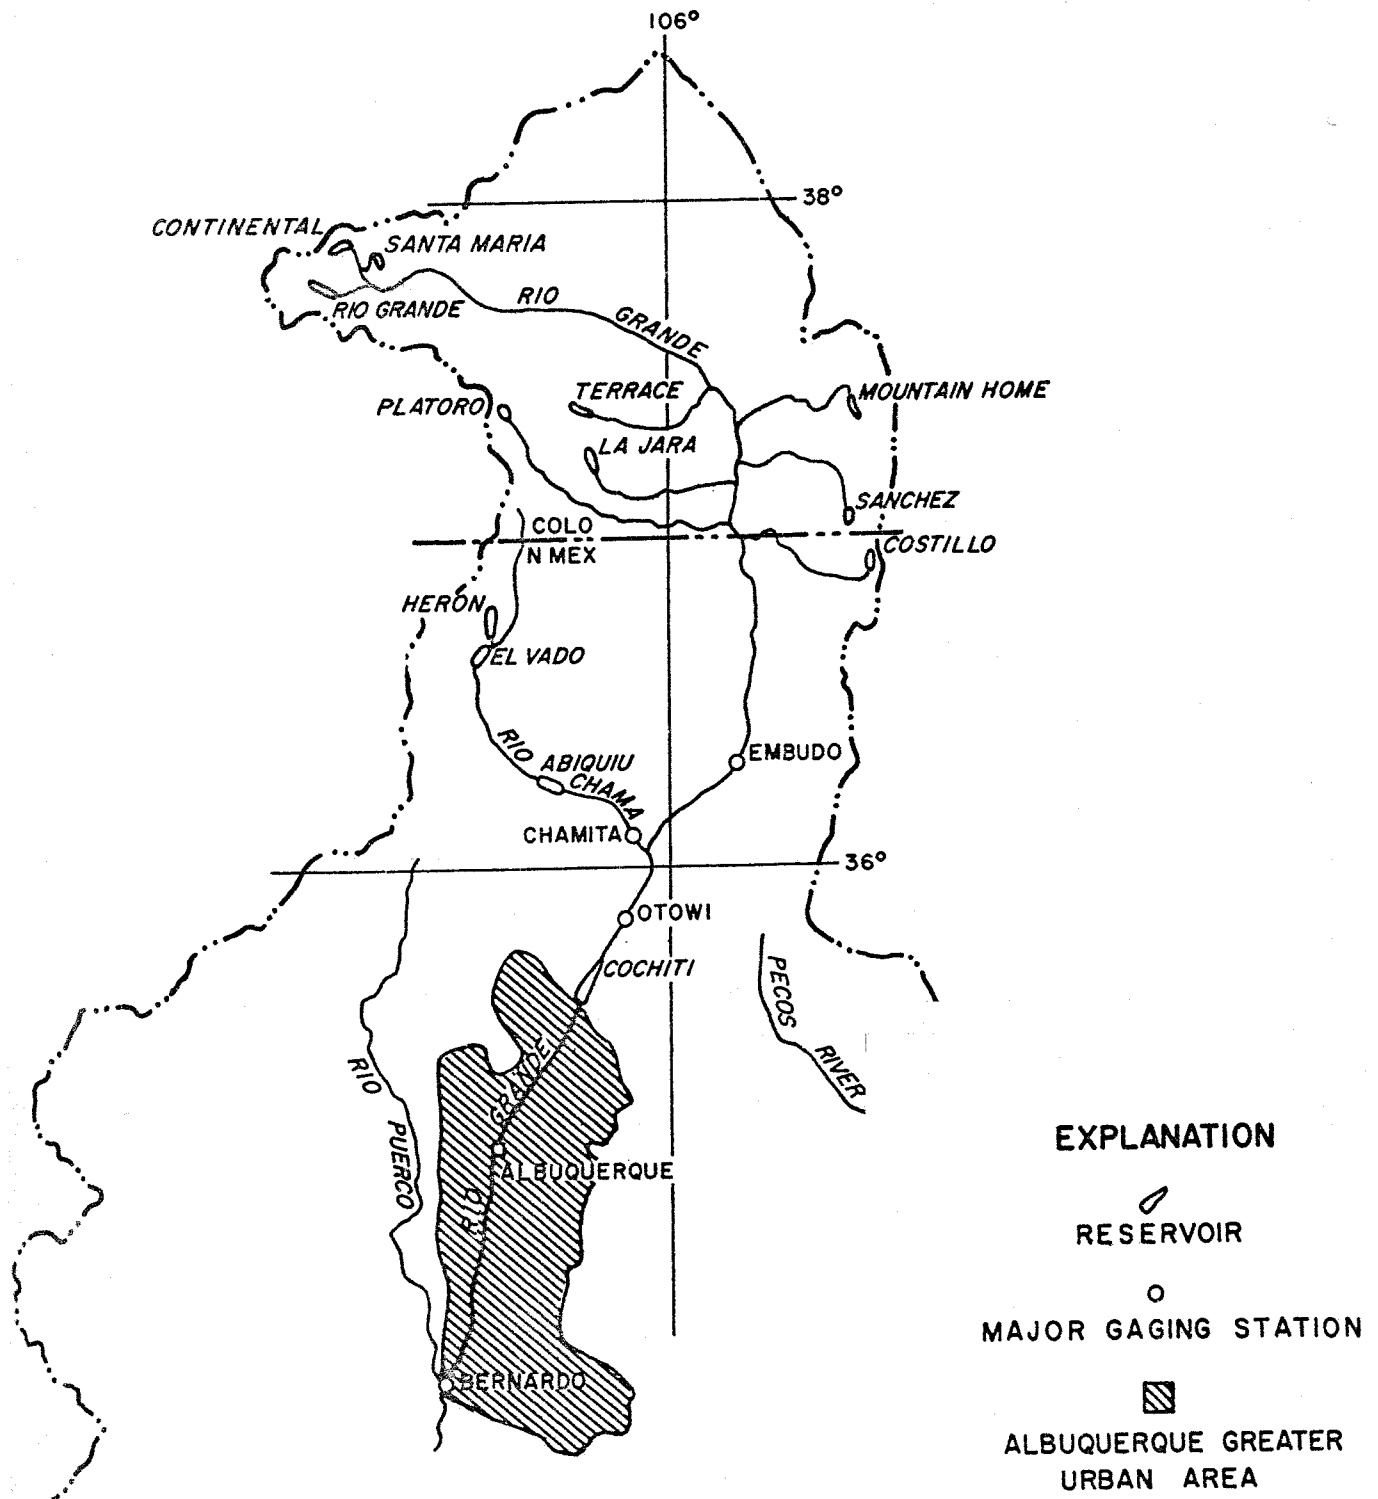 106°
38°
CONTINENTAL
SANTA MARIA
RIO GRANDE
RIO
GRANDE
TERRACE
MOUNTAIN HOME
PLATORO
LA JARA
SANCHEZ
COLO
N MEX
COSTILLO
HERON
EL VADO
RIO
CHAMA
ABIQUIU
EMBUDO
CHAMITA
36°
OTOWI
COCHITI
PECOS
RIVER
RIO
PUERCO
RIO
GRANDE
ALBUQUERQUE
BERNARDO
EXPLANATION
RESERVOIR
MAJOR GAGING STATION
ALBUQUERQUE GREATER
URBAN AREA